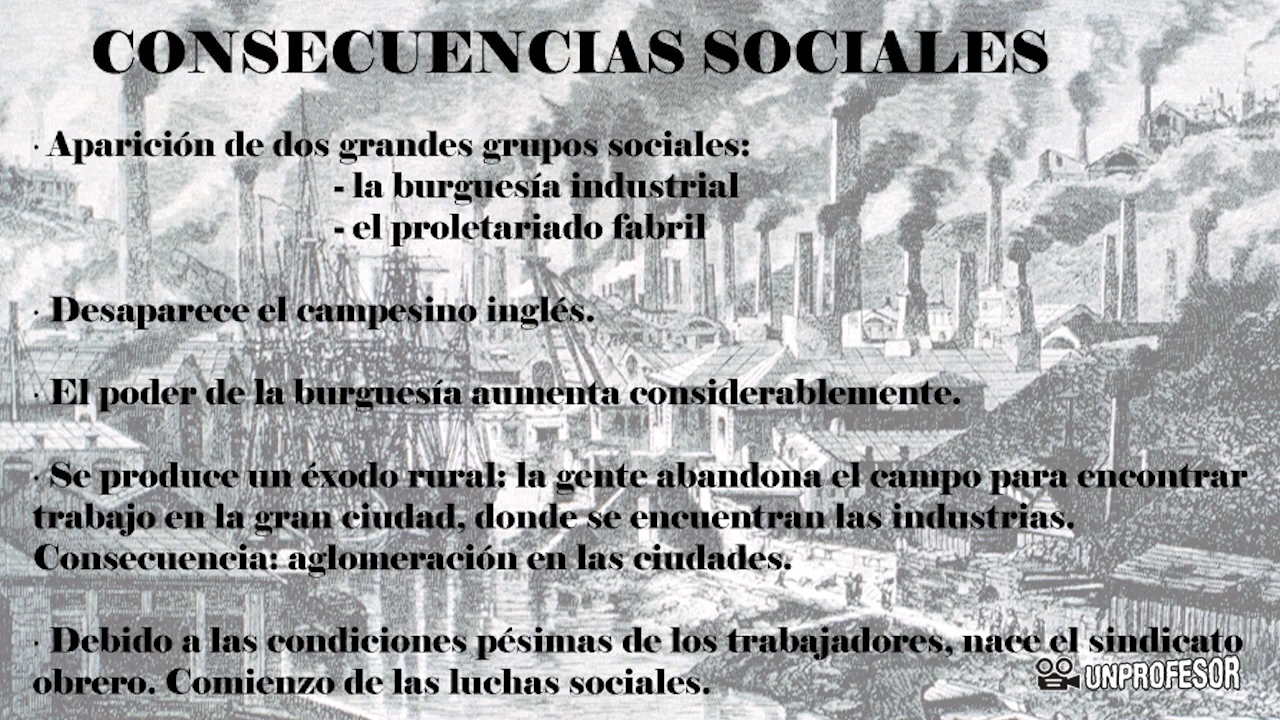 CONSECUENCIAS SOCIALES
· Aparición de dos grandes grupos sociales:
- la burguesía industrial
- el proletariado fabril
· Desaparece el campesino inglés.
· El poder de la burguesía aumenta considerablemente.
· Se produce un éxodo rural: la gente abandona el campo para encontrar
trabajo en la gran ciudad, donde se encuentran las industrias.
Consecuencia: aglomeración en las ciudades.
· Debido a las condiciones pésimas de los trabajadores, nace el sindicato
obrero. Comienzo de las luchas sociales.
UNPROFESOR